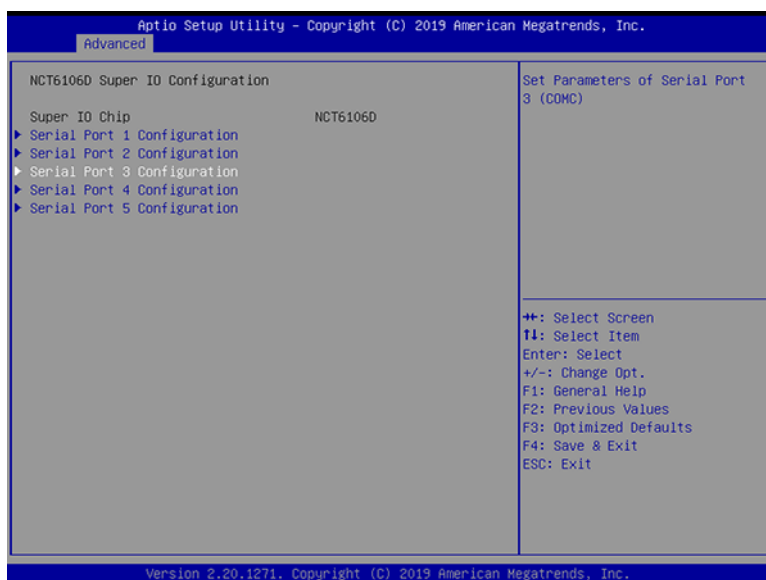 Aptio Setup Utility – Copyright (C) 2019 American Megatrends, Inc.
Advanced
NCT6106D Super IO Configuration
Super IO Chip NCT6106D
Serial Port 1 Configuration
Serial Port 2 Configuration
Serial Port 3 Configuration
Serial Port 4 Configuration
Serial Port 5 Configuration
Set Parameters of Serial Port
3 (COMC)
→←: Select Screen
↑↓: Select Item
Enter: Select
+/-: Change Opt.
F1: General Help
F2: Previous Values
F3: Optimized Defaults
F4: Save & Exit
ESC: Exit
Version 2.20.1271. Copyright (C) 2019 American Megatrends, Inc.